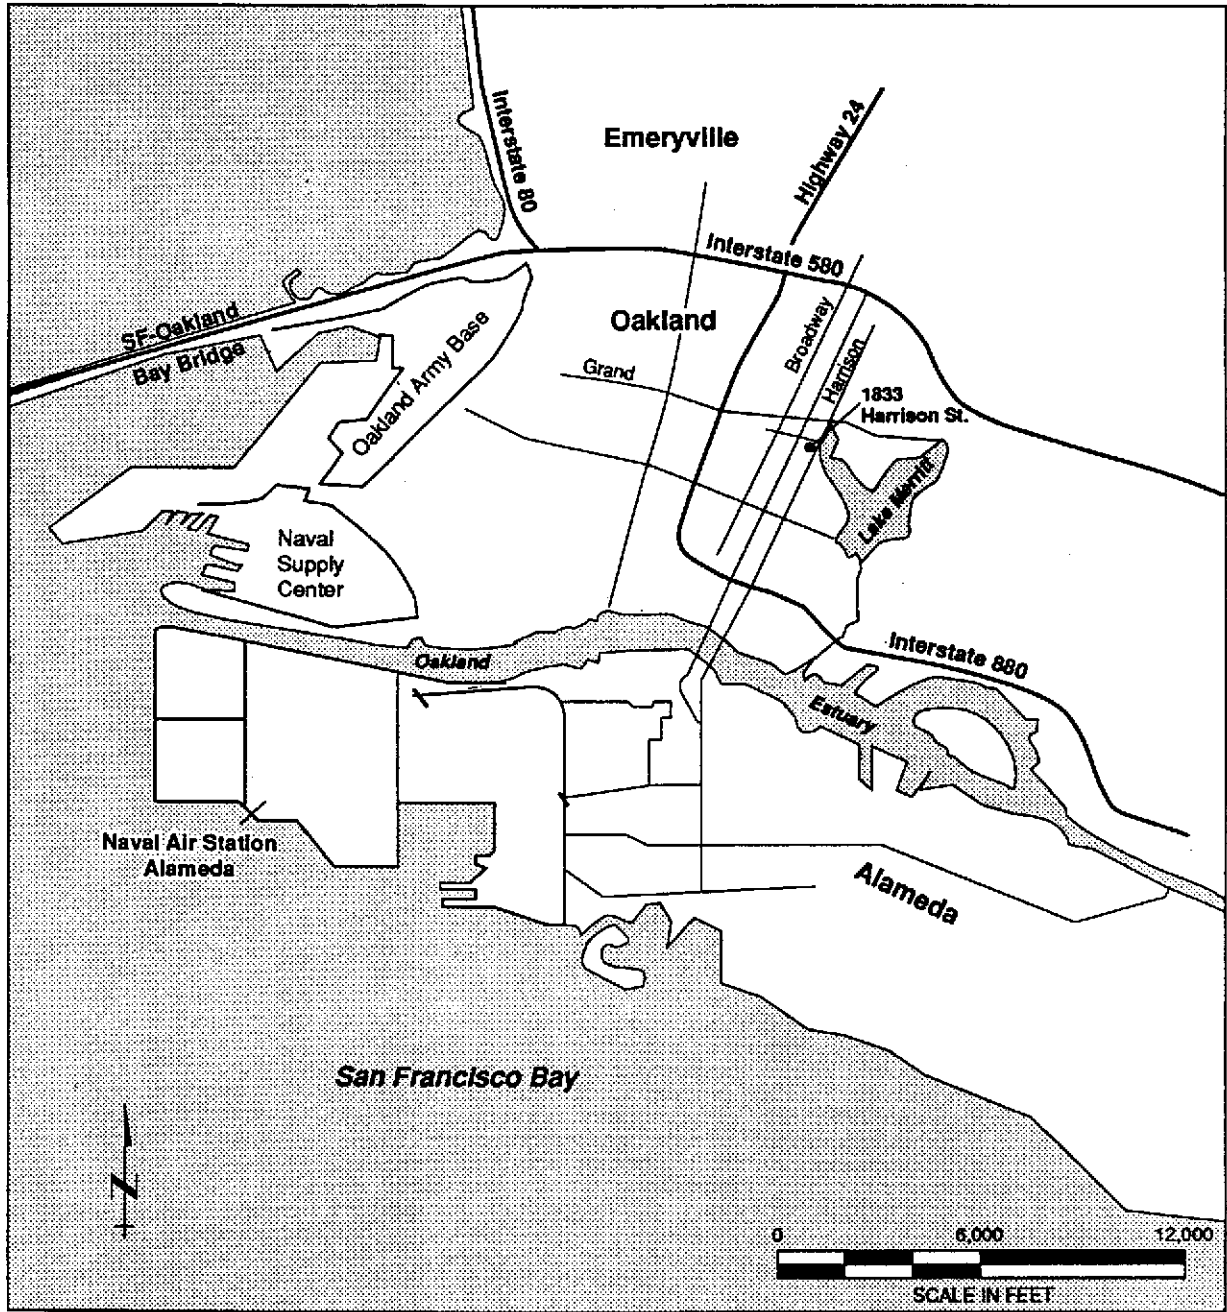 Interstate 80
Emeryville
Highway 24
Interstate 580
SF-Oakland
Bay Bridge
Oakland
Broadway
Oakland Army Base
Grand
Harrison
1833
Harrison St.
Lake Merritt
Naval
Supply
Center
Oakland
Estuary
Interstate 880
Naval Air Station
Alameda
Alameda
San Francisco Bay
N
0 6,000 12,000
SCALE IN FEET